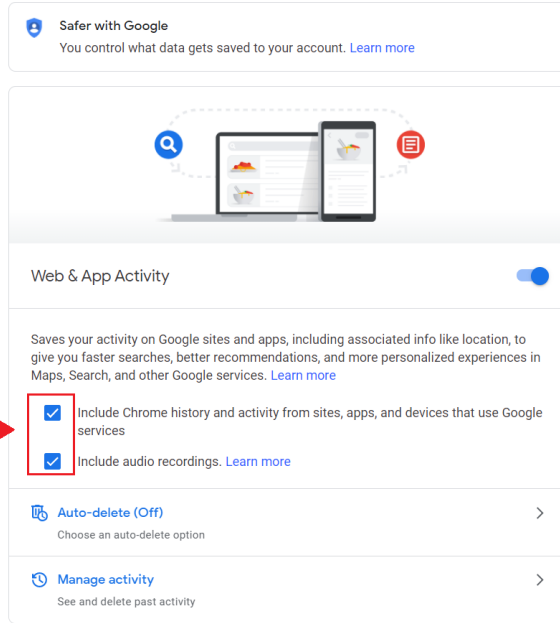 Safer with Google
You control what data gets saved to your account. Learn more
Web & App Activity
Saves your activity on Google sites and apps, including associated info like location, to
give you faster searches, better recommendations, and more personalized experiences in
Maps, Search, and other Google services. Learn more
Include Chrome history and activity from sites, apps, and devices that use Google
services
Include audio recordings. Learn more
Auto-delete (Off)
Choose an auto-delete option
Manage activity
See and delete past activity